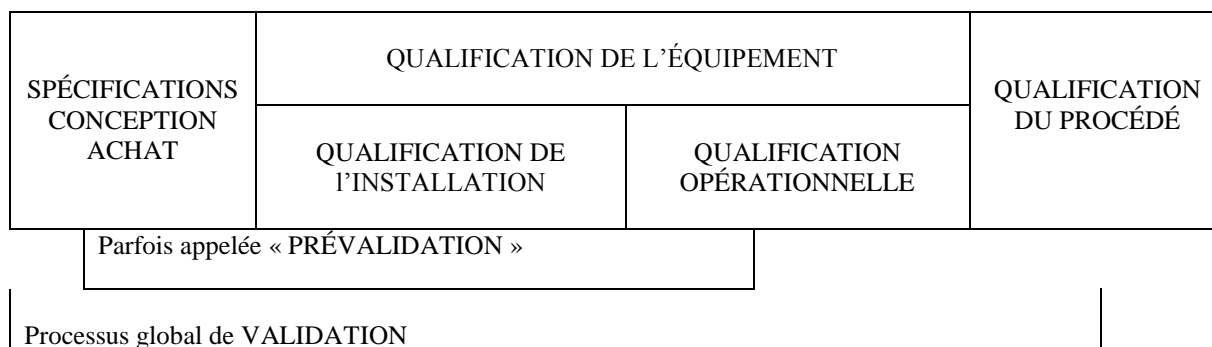 SPÉCIFICATIONS
CONCEPTION
ACHAT
QUALIFICATION DE L’ÉQUIPEMENT
QUALIFICATION DE
l’INSTALLATION
QUALIFICATION
OPÉRATIONNELLE
QUALIFICATION
DU PROCÉDÉ
Parfois appelée « PRÉVALIDATION »
Processus global de VALIDATION